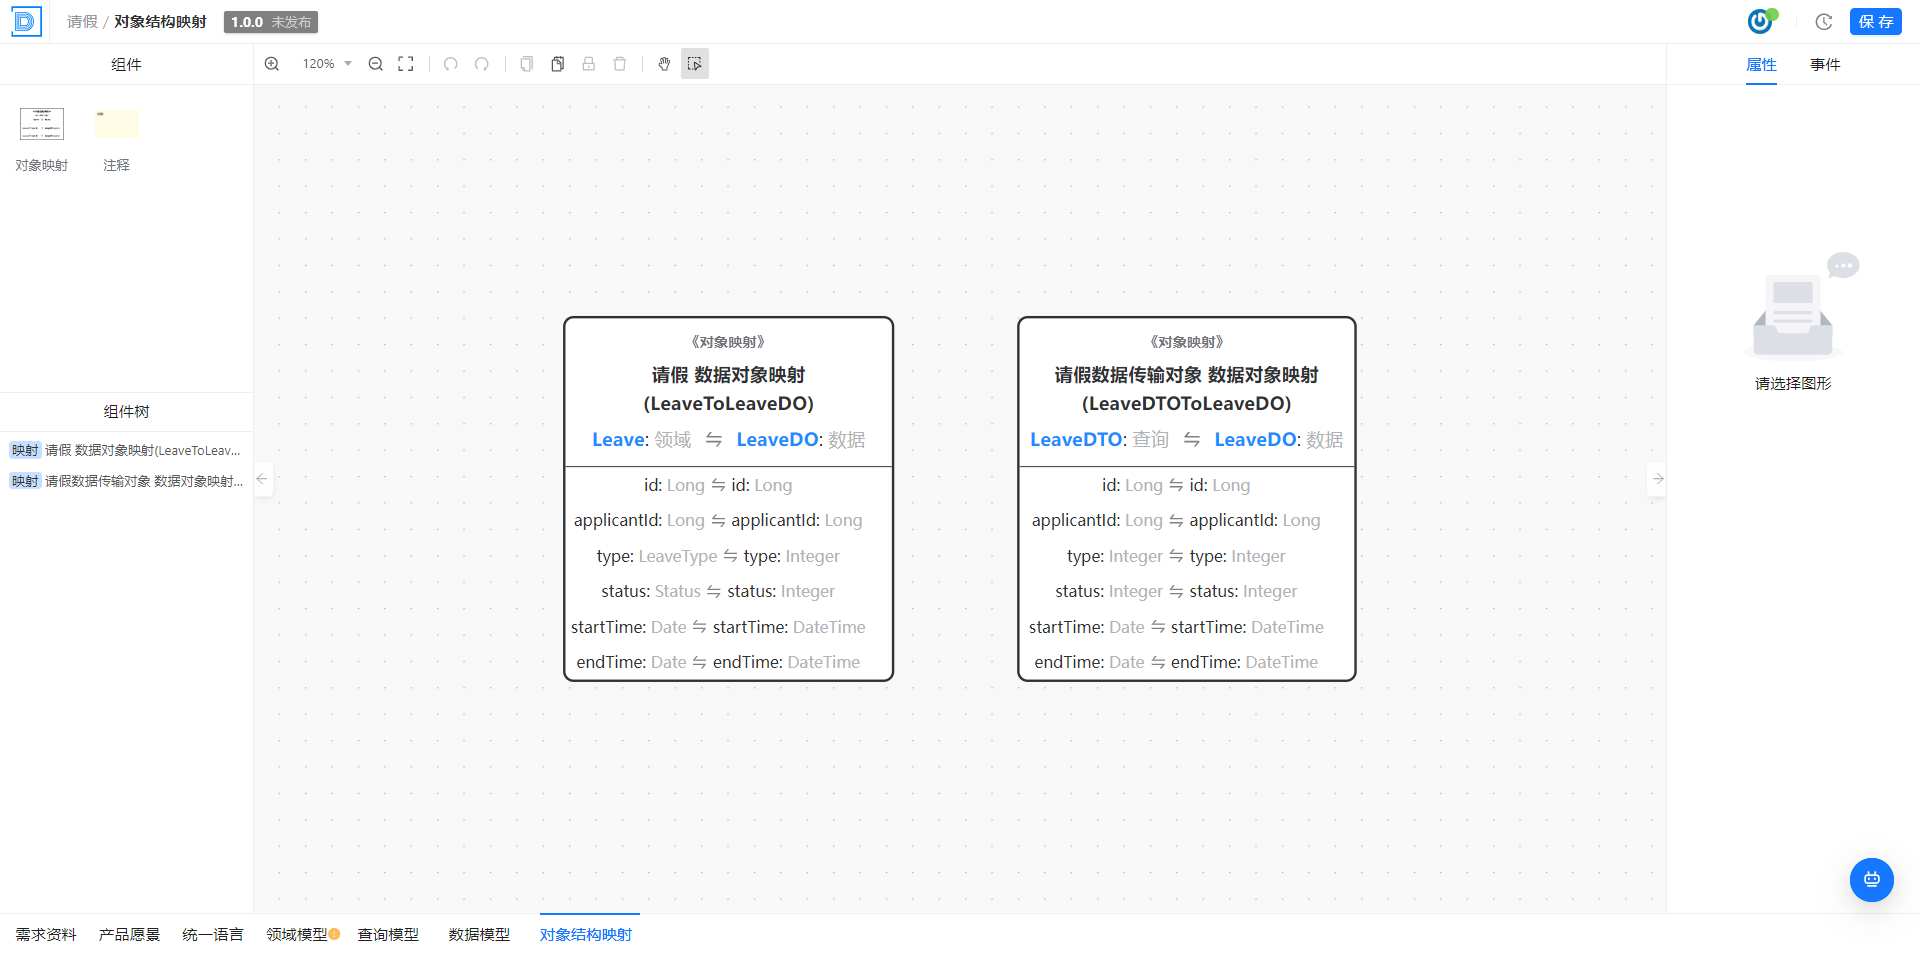 请假 / 对象结构映射 1.0.0 未发布
保 存
组件
120%
属性 事件
对象映射 注释
组件树
映射 请假 数据对象映射(LeaveToLeav...
映射 请假数据传输对象 数据对象映射...
《对象映射》
请假 数据对象映射
(LeaveToLeaveDO)
Leave: 领域 ⇋ LeaveDO: 数据
id: Long ⇋ id: Long
applicantId: Long ⇋ applicantId: Long
type: LeaveType ⇋ type: Integer
status: Status ⇋ status: Integer
startTime: Date ⇋ startTime: DateTime
endTime: Date ⇋ endTime: DateTime
《对象映射》
请假数据传输对象 数据对象映射
(LeaveDTOToLeaveDO)
LeaveDTO: 查询 ⇋ LeaveDO: 数据
id: Long ⇋ id: Long
applicantId: Long ⇋ applicantId: Long
type: Integer ⇋ type: Integer
status: Integer ⇋ status: Integer
startTime: Date ⇋ startTime: DateTime
endTime: Date ⇋ endTime: DateTime
请选择图形
需求资料 产品愿景 统一语言 领域模型 查询模型 数据模型 对象结构映射